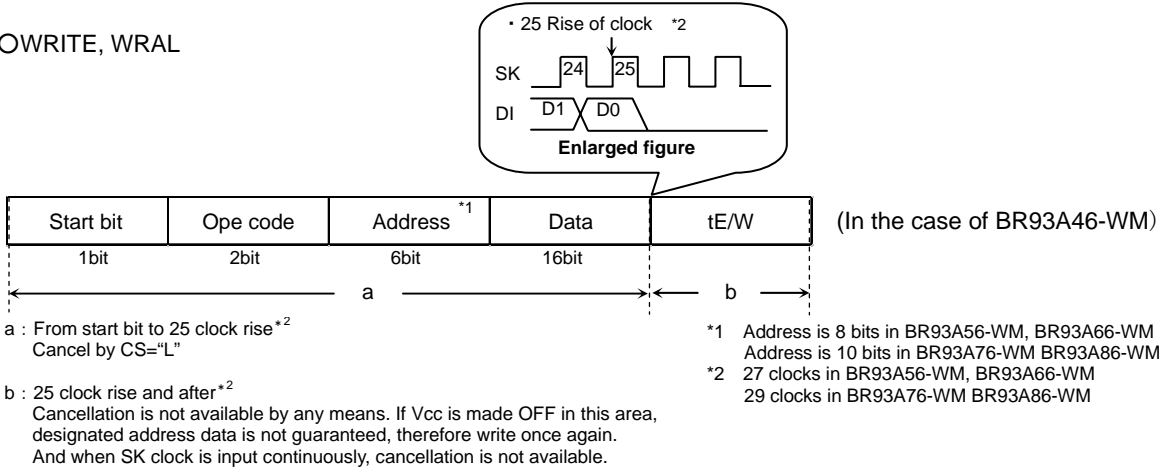 ・25 Rise of clock *2
○WRITE, WRAL
SK 24 25
DI D1 D0
Enlarged figure
Start bit Ope code Address *1 Data tE/W (In the case of BR93A46-WM)
1bit 2bit 6bit 16bit
a b
a : From start bit to 25 clock rise*2
Cancel by CS=“L”
b : 25 clock rise and after*2
Cancellation is not available by any means. If Vcc is made OFF in this area,
designated address data is not guaranteed, therefore write once again.
And when SK clock is input continuously, cancellation is not available.
*1 Address is 8 bits in BR93A56-WM, BR93A66-WM
Address is 10 bits in BR93A76-WM BR93A86-WM
*2 27 clocks in BR93A56-WM, BR93A66-WM
29 clocks in BR93A76-WM BR93A86-WM